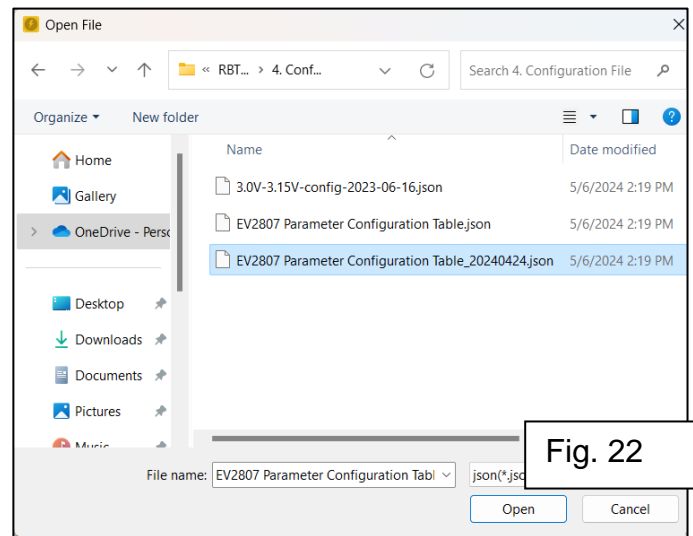 Open File
« RBT... > 4. Conf...
Search 4. Configuration File
Organize
New folder
Name
Date modified
Home
Gallery
OneDrive - Perso
Desktop
Downloads
Documents
Pictures
Music
3.0V-3.15V-config-2023-06-16.json 5/6/2024 2:19 PM
EV2807 Parameter Configuration Table.json 5/6/2024 2:19 PM
EV2807 Parameter Configuration Table_20240424.json 5/6/2024 2:19 PM
Fig. 22
File name: EV2807 Parameter Configuration Tabl
json(*.jso
Open
Cancel